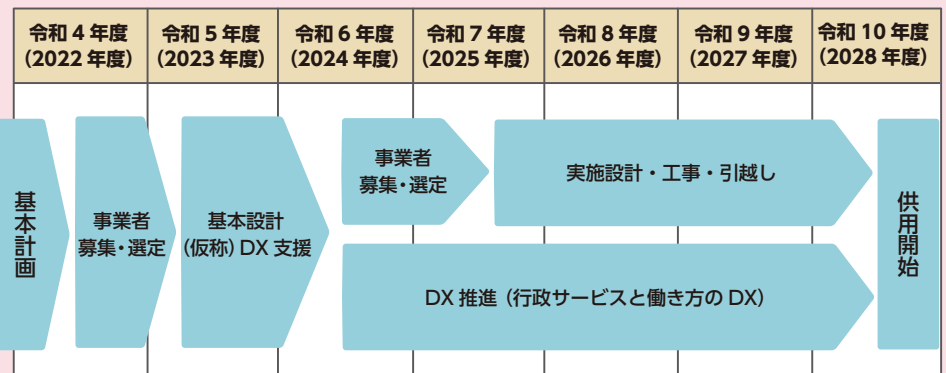 令和 4 年度
(2022 年度)
令和 5 年度
(2023 年度)
令和 6 年度
(2024 年度)
令和 7 年度
(2025 年度)
令和 8 年度
(2026 年度)
令和 9 年度
(2027 年度)
令和 10 年度
(2028 年度)
基本計画
事業者
募集・選定
基本設計
(仮称) DX 支援
事業者
募集・選定
実施設計・工事・引越し
DX 推進 (行政サービスと働き方の DX)
供用開始